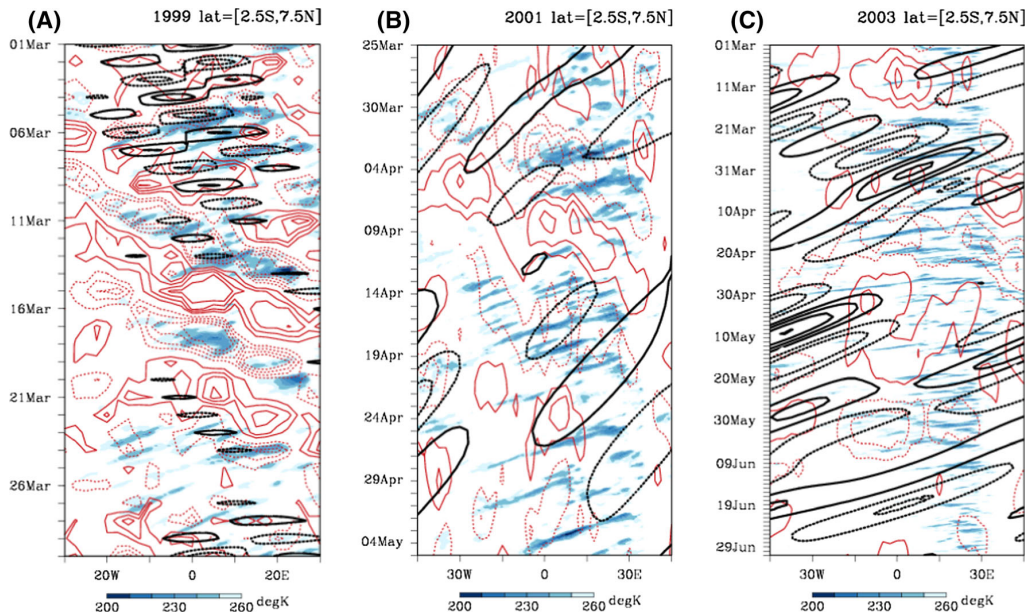 (A) 1999 lat=[2.5S,7.5N]
01Mar
06Mar
11Mar
16Mar
21Mar
26Mar
20W 0 20E
200 230 260 degK
(B) 2001 lat=[2.5S,7.5N]
25Mar
30Mar
04Apr
09Apr
14Apr
19Apr
24Apr
29Apr
04May
30W 0 30E
200 230 260 degK
(C) 2003 lat=[2.5S,7.5N]
01Mar
11Mar
21Mar
31Mar
10Apr
20Apr
30Apr
10May
20May
30May
09Jun
19Jun
29Jun
30W 0 30E
200 230 260 degK